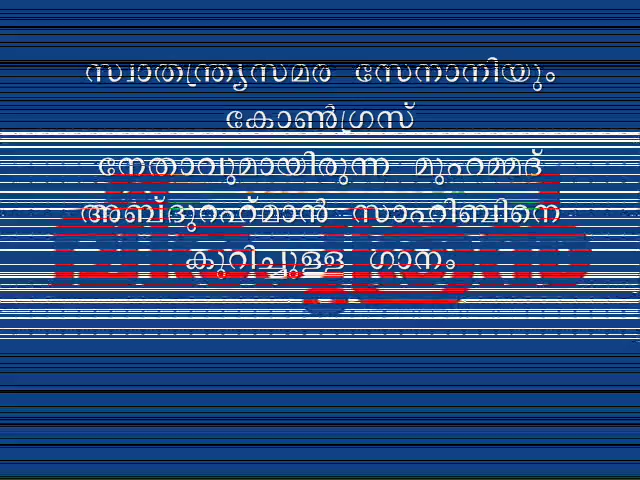 സ്വാതന്ത്ര്യസമര സേനാനിയും
കോൺഗ്രസ്
നേതാവുമായിരുന്ന മുഹമ്മദ്
അബ്ദുറഹ്മാൻ സാഹിബിനെ
കുറിച്ചുള്ള ഗാനം